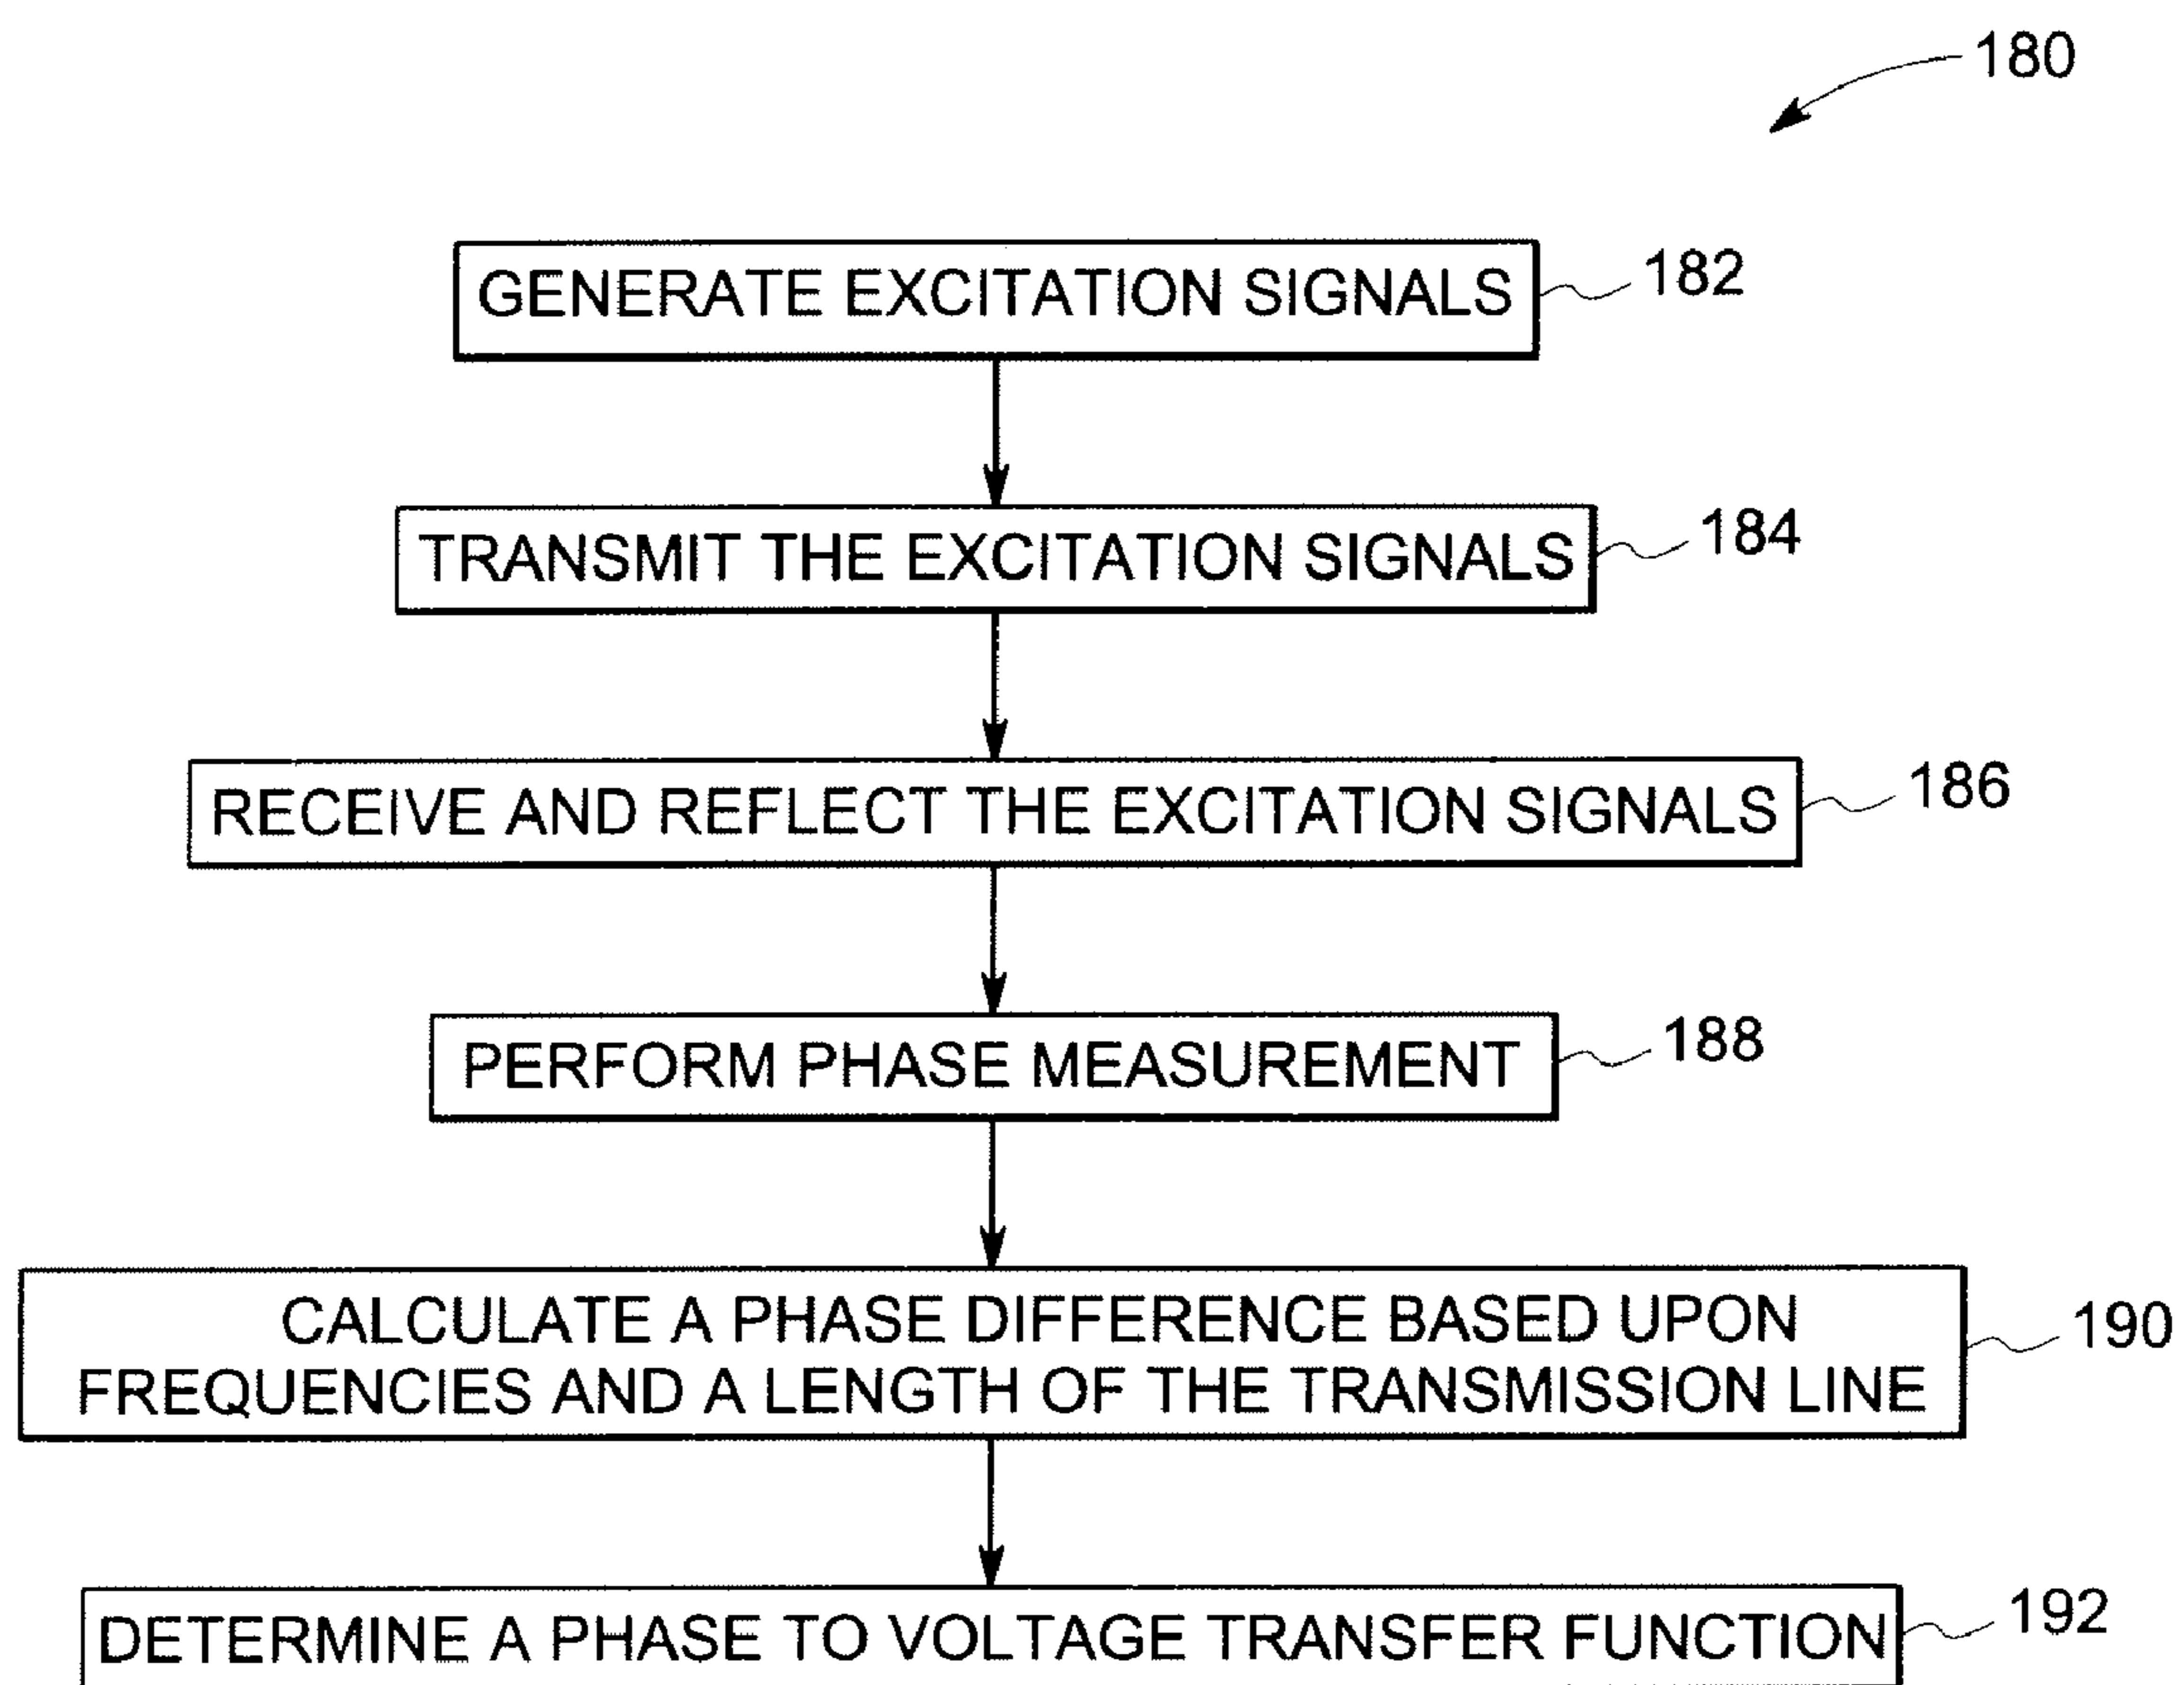 180
GENERATE EXCITATION SIGNALS
182
TRANSMIT THE EXCITATION SIGNALS
184
RECEIVE AND REFLECT THE EXCITATION SIGNALS
186
PERFORM PHASE MEASUREMENT
188
CALCULATE A PHASE DIFFERENCE BASED UPON
FREQUENCIES AND A LENGTH OF THE TRANSMISSION LINE
190
DETERMINE A PHASE TO VOLTAGE TRANSFER FUNCTION
192